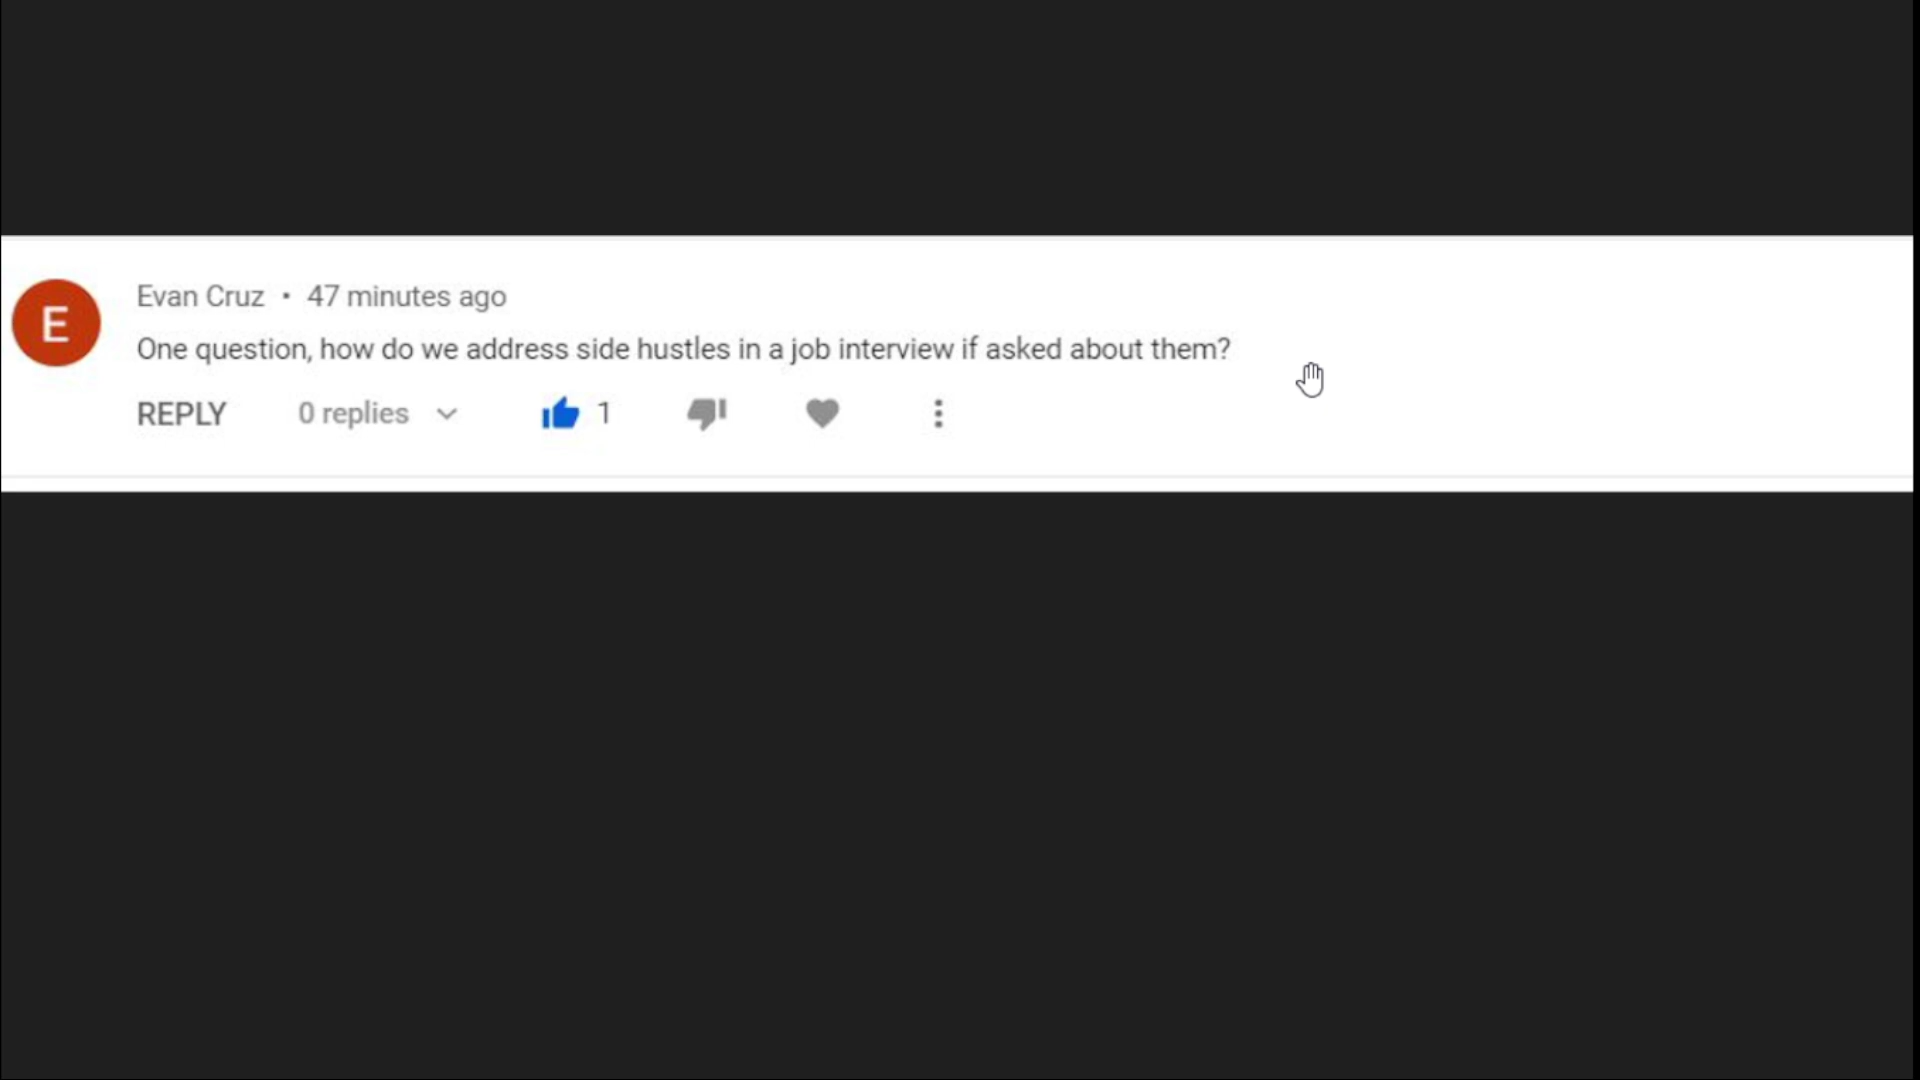 E
Evan Cruz • 47 minutes ago
One question, how do we address side hustles in a job interview if asked about them?
REPLY 0 replies 1